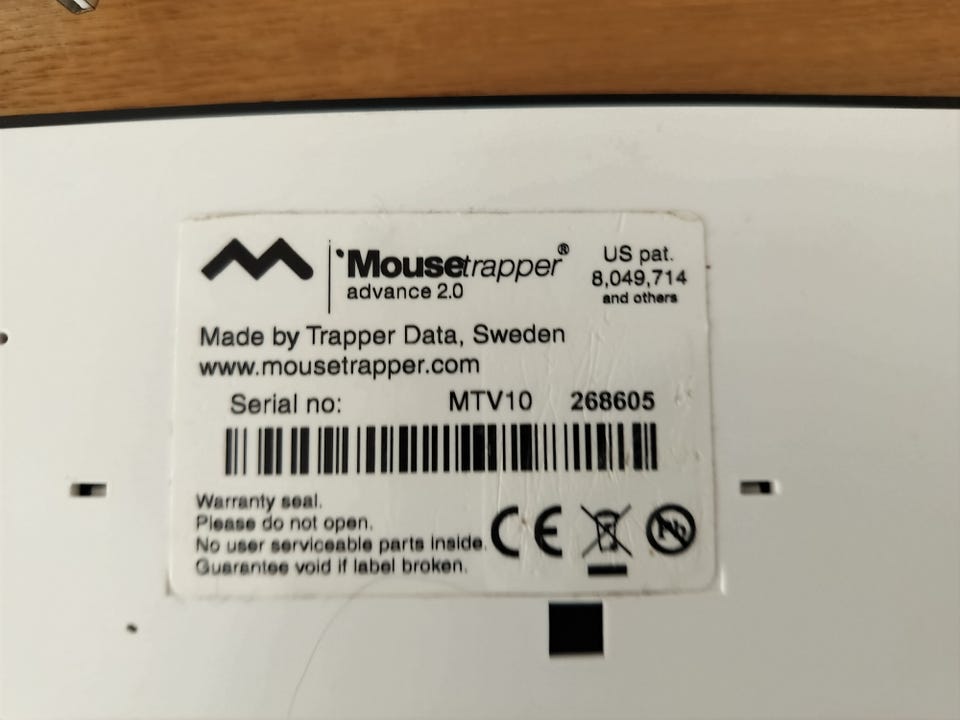 Mousetrapper®
advance 2.0
US pat.
8,049,714
and others
Made by Trapper Data, Sweden
www.mousetrapper.com
Serial no: MTV10 268605
Warranty seal.
Please do not open.
No user serviceable parts inside.
Guarantee void if label broken.
CE